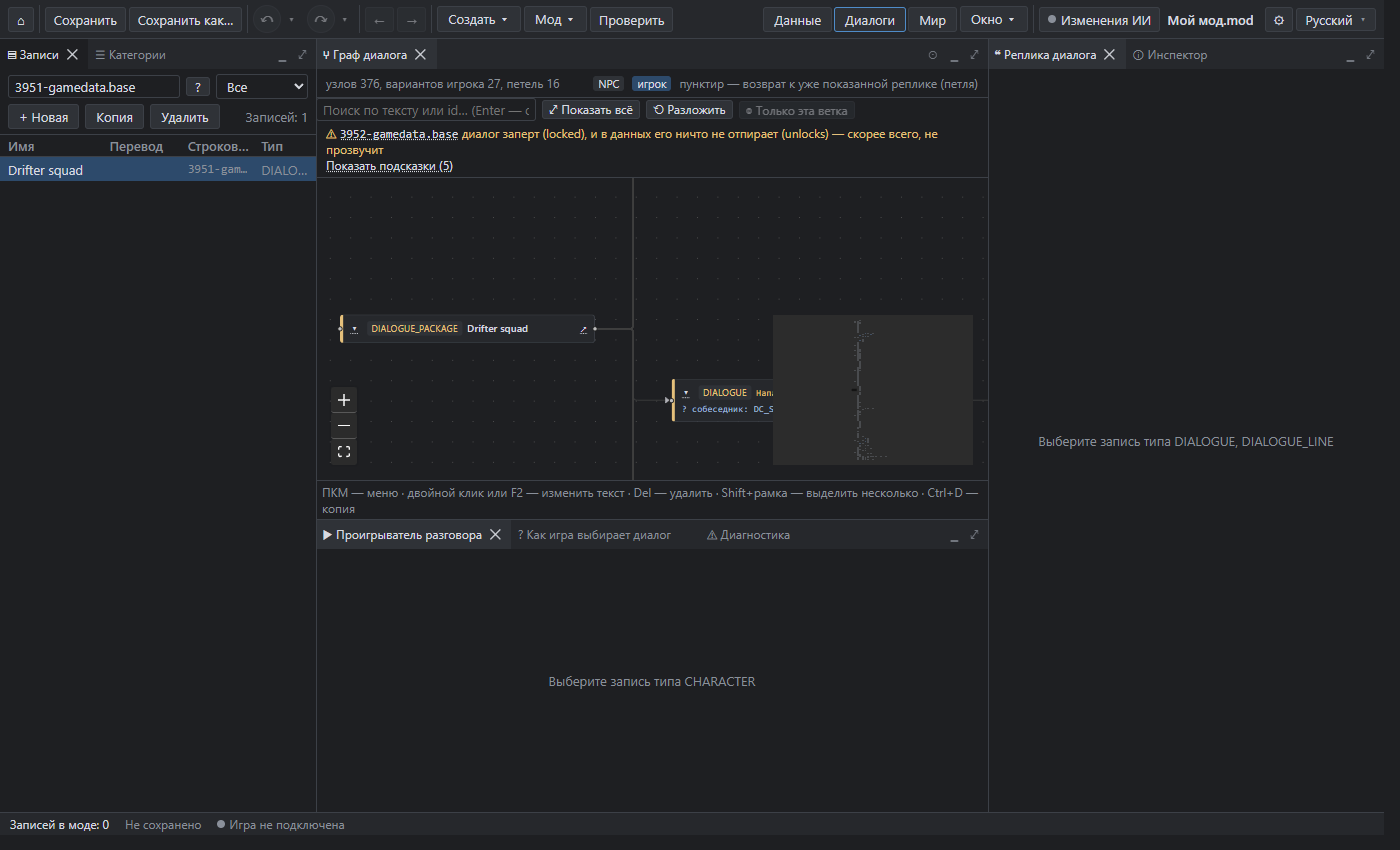 Сохранить Сохранить как... Создать Мод Проверить Данные Диалоги Мир Окно Изменения ИИ Мой мод.mod Русский
Записи Категории
3951-gamedata.base ? Все
+ Новая Копия Удалить Записей: 1
Имя Перевод Строков... Тип
Drifter squad 3951-gam... DIALO...
Граф диалога
узлов 376, вариантов игрока 27, петель 16 NPC игрок пунктир — возврат к уже показанной реплике (петля)
Поиск по тексту или id... (Enter — Показать всё Разложить Только эта ветка
⚠ 3952-gamedata.base диалог заперт (locked), и в данных его ничто не отпирает (unlocks) — скорее всего, не
прозвучит
Показать подсказки (5)
DIALOGUE_PACKAGE Drifter squad
DIALOGUE
? собеседник: DC_S
+
−
ПКМ — меню · двойной клик или F2 — изменить текст · Del — удалить · Shift+рамка — выделить несколько · Ctrl+D —
копия
Проигрыватель разговора ? Как игра выбирает диалог ⚠ Диагностика
Выберите запись типа CHARACTER
❝ Реплика диалога Инспектор
Выберите запись типа DIALOGUE, DIALOGUE_LINE
Записей в моде: 0 Не сохранено Игра не подключена